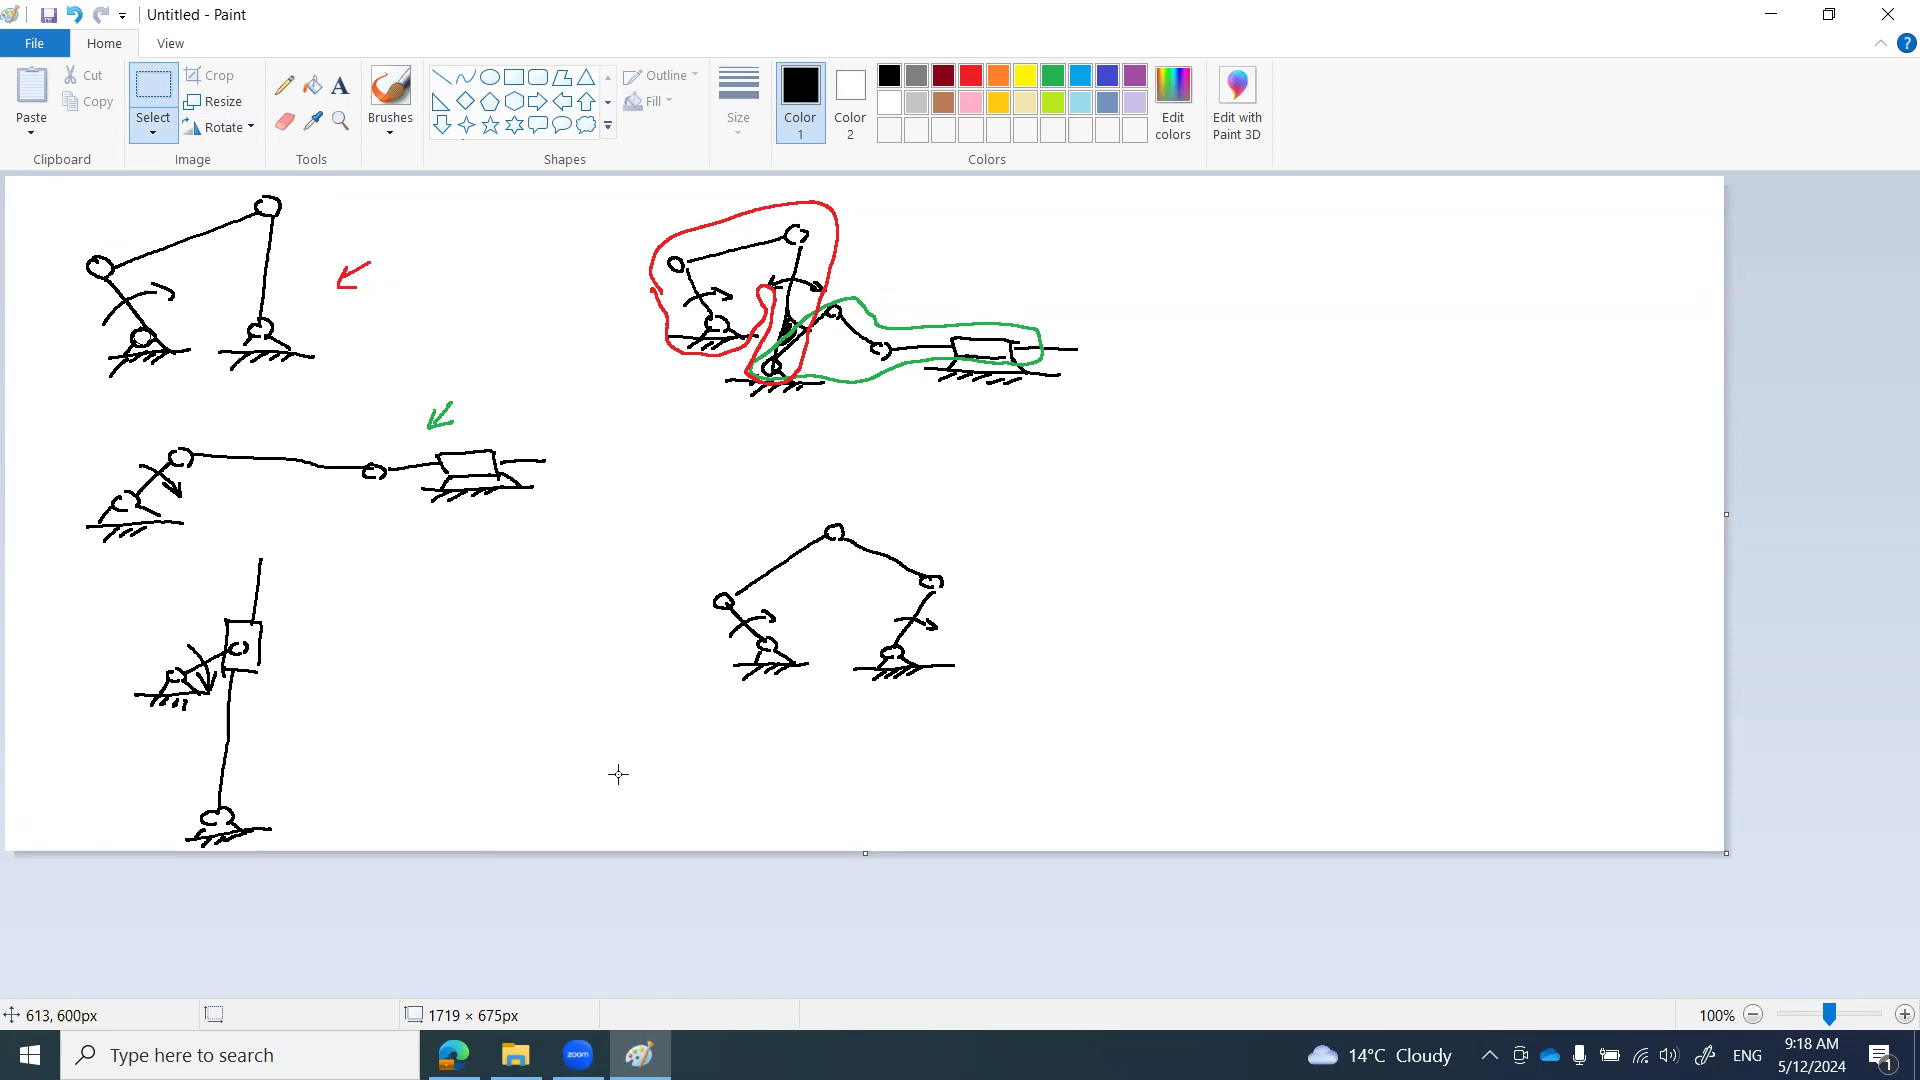 Untitled - Paint
File
Home
View
Paste
Cut
Copy
Clipboard
Select
Crop
Resize
Rotate
Image
A
Tools
Brushes
Outline
Fill
Shapes
Size
Color 1
Color 2
Edit colors
Edit with Paint 3D
Colors
?
613, 600px
1719 × 675px
100%
Type here to search
zoom
14°C Cloudy
ENG
9:18 AM
5/12/2024
1